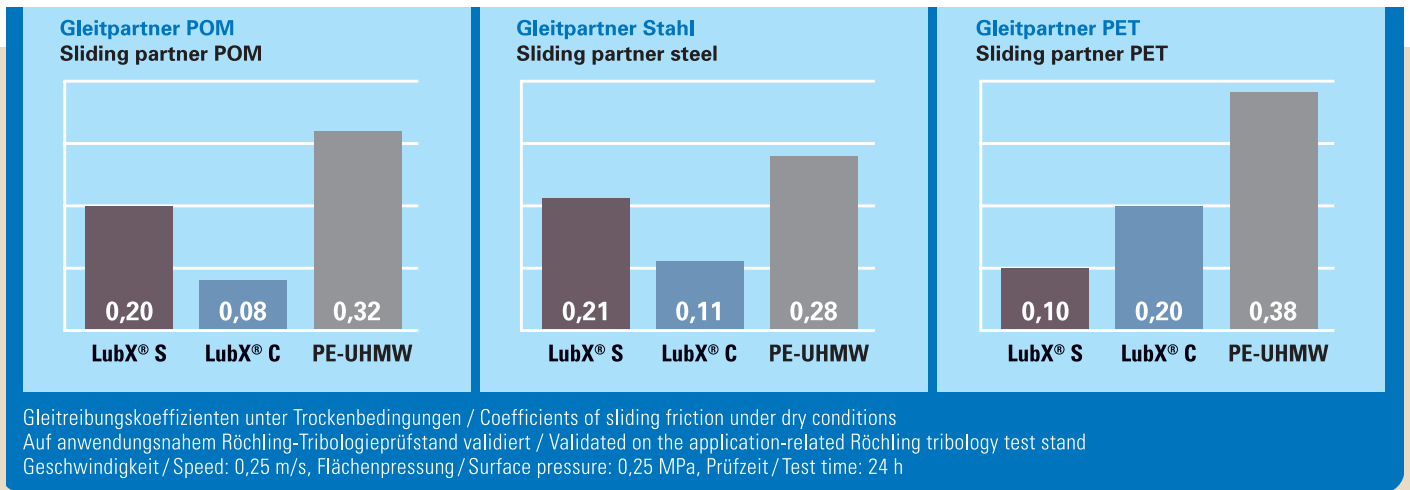 Gleitpartner POM
Sliding partner POM
0,20
0,08
0,32
LubX® S
LubX® C
PE-UHMW
Gleitpartner Stahl
Sliding partner steel
0,21
0,11
0,28
LubX® S
LubX® C
PE-UHMW
Gleitpartner PET
Sliding partner PET
0,10
0,20
0,38
LubX® S
LubX® C
PE-UHMW
Gleitreibungskoeffizienten unter Trockenbedingungen / Coefficients of sliding friction under dry conditions
Auf anwendungsnahem Röchling-Tribologieprüfstand validiert / Validated on the application-related Röchling tribology test stand
Geschwindigkeit / Speed: 0,25 m/s, Flächenpressung / Surface pressure: 0,25 MPa, Prüfzeit / Test time: 24 h